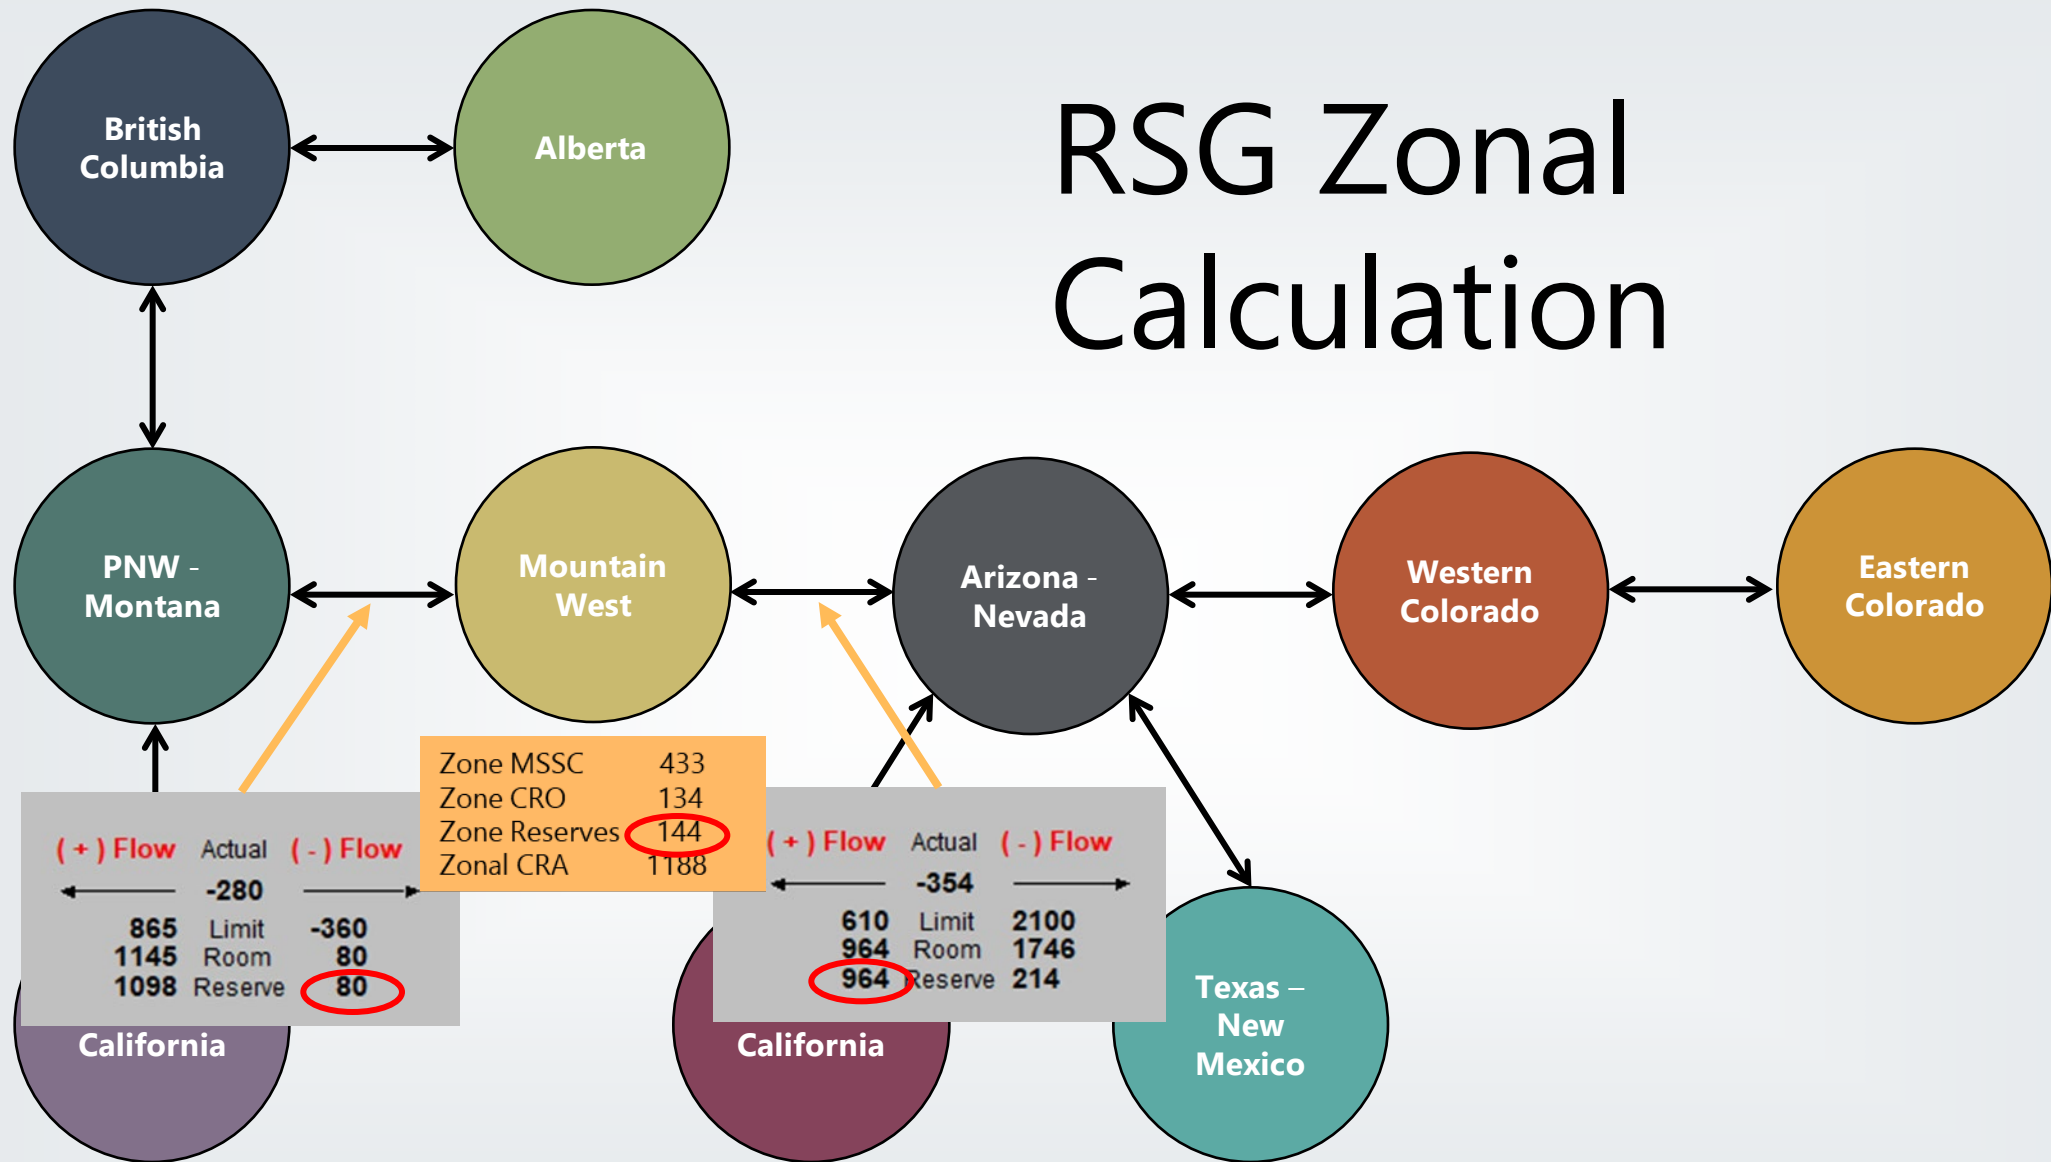 RSG Zonal
Calculation
British
Columbia
Alberta
PNW -
Montana
Mountain
West
Arizona -
Nevada
Western
Colorado
Eastern
Colorado
Zone MSSC 433
Zone CRO 134
Zone Reserves 144
Zonal CRA 1188
( + ) Flow Actual ( - ) Flow
-280
865 Limit -360
1145 Room 80
1098 Reserve 80
( + ) Flow Actual ( - ) Flow
-354
610 Limit 2100
964 Room 1746
964 Reserve 214
California
California
Texas –
New
Mexico